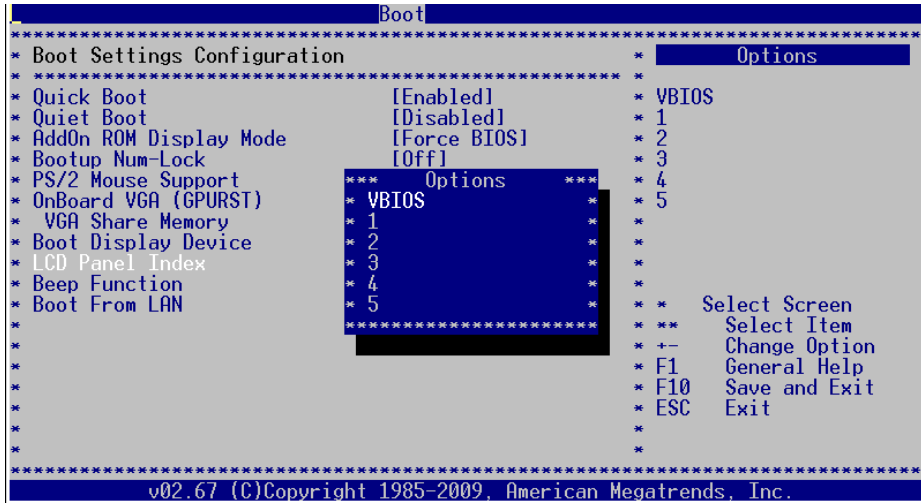 Boot
Boot Settings Configuration
Options
Quick Boot [Enabled]
VBIOS
Quiet Boot [Disabled]
1
AddOn ROM Display Mode [Force BIOS]
2
Bootup Num-Lock [Off]
3
PS/2 Mouse Support
4
OnBoard VGA (GPURST)
5
VGA Share Memory
Boot Display Device
LCD Panel Index
Beep Function
Boot From LAN
*** Options ***
* VBIOS *
* 1 *
* 2 *
* 3 *
* 4 *
* 5 *
* Select Screen
** Select Item
+- Change Option
F1 General Help
F10 Save and Exit
ESC Exit
v02.67 (C)Copyright 1985-2009, American Megatrends, Inc.